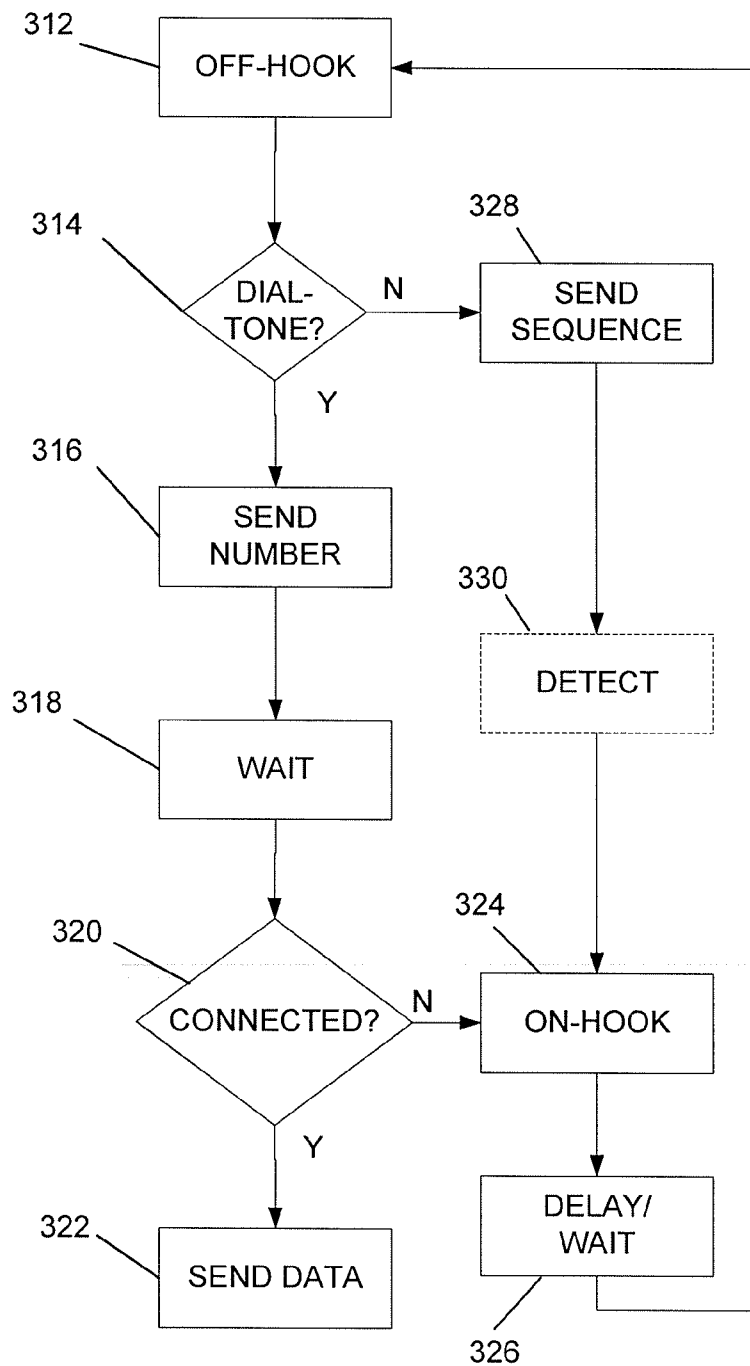 312
OFF-HOOK
314
DIAL-
TONE?
N
328
SEND
SEQUENCE
Y
316
SEND
NUMBER
330
DETECT
318
WAIT
320
CONNECTED?
N
324
ON-HOOK
Y
322
SEND DATA
DELAY/
WAIT
326